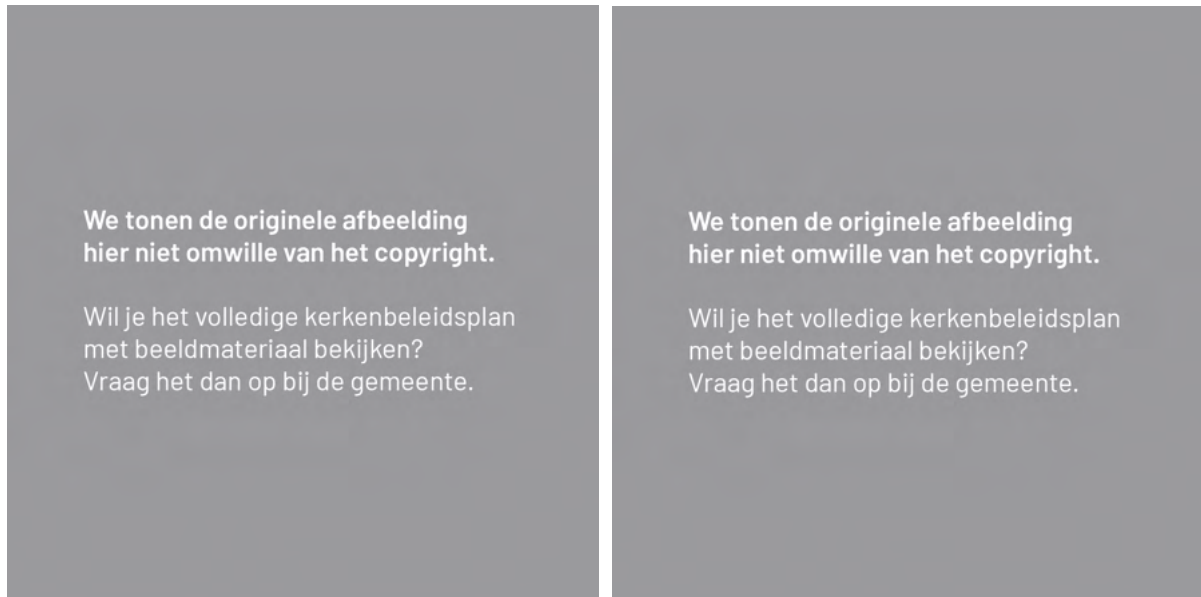 We tonen de originele afbeelding
hier niet omwille van het copyright.
Wil je het volledige kerkenbeleidsplan
met beeldmateriaal bekijken?
Vraag het dan op bij de gemeente.
We tonen de originele afbeelding
hier niet omwille van het copyright.
Wil je het volledige kerkenbeleidsplan
met beeldmateriaal bekijken?
Vraag het dan op bij de gemeente.